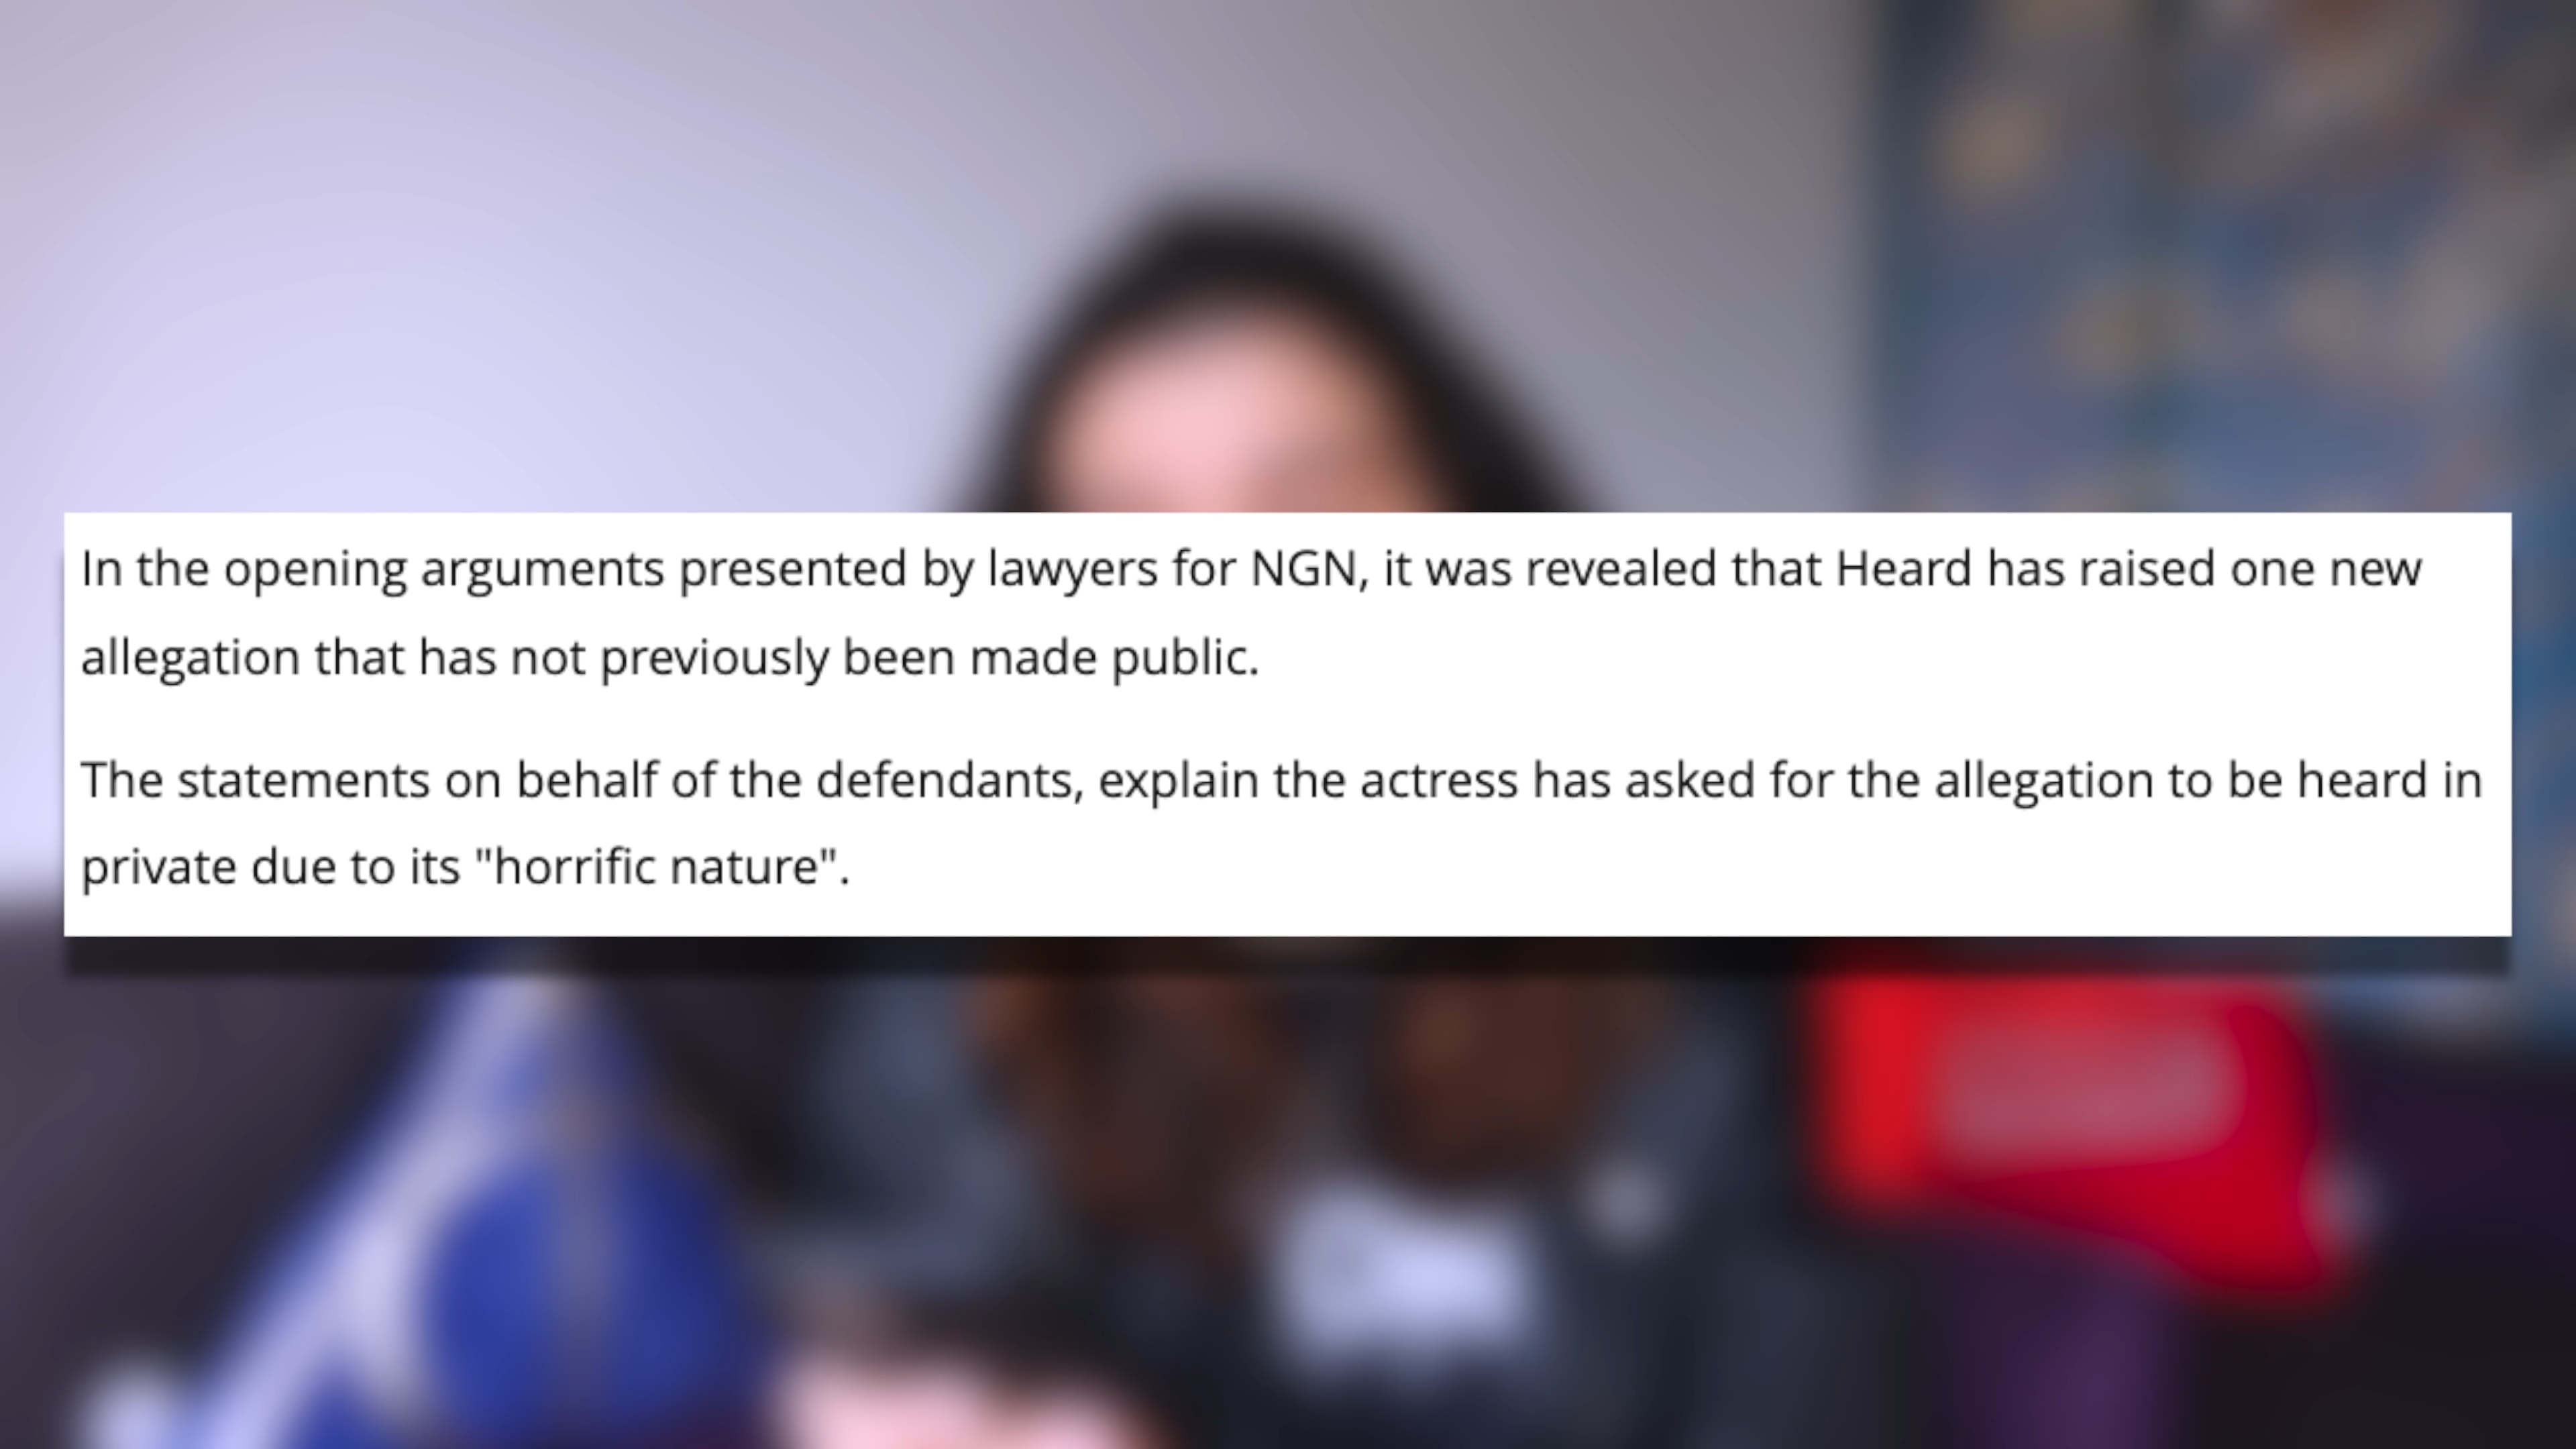 In the opening arguments presented by lawyers for NGN, it was revealed that Heard has raised one new
allegation that has not previously been made public.
The statements on behalf of the defendants, explain the actress has asked for the allegation to be heard in
private due to its "horrific nature".